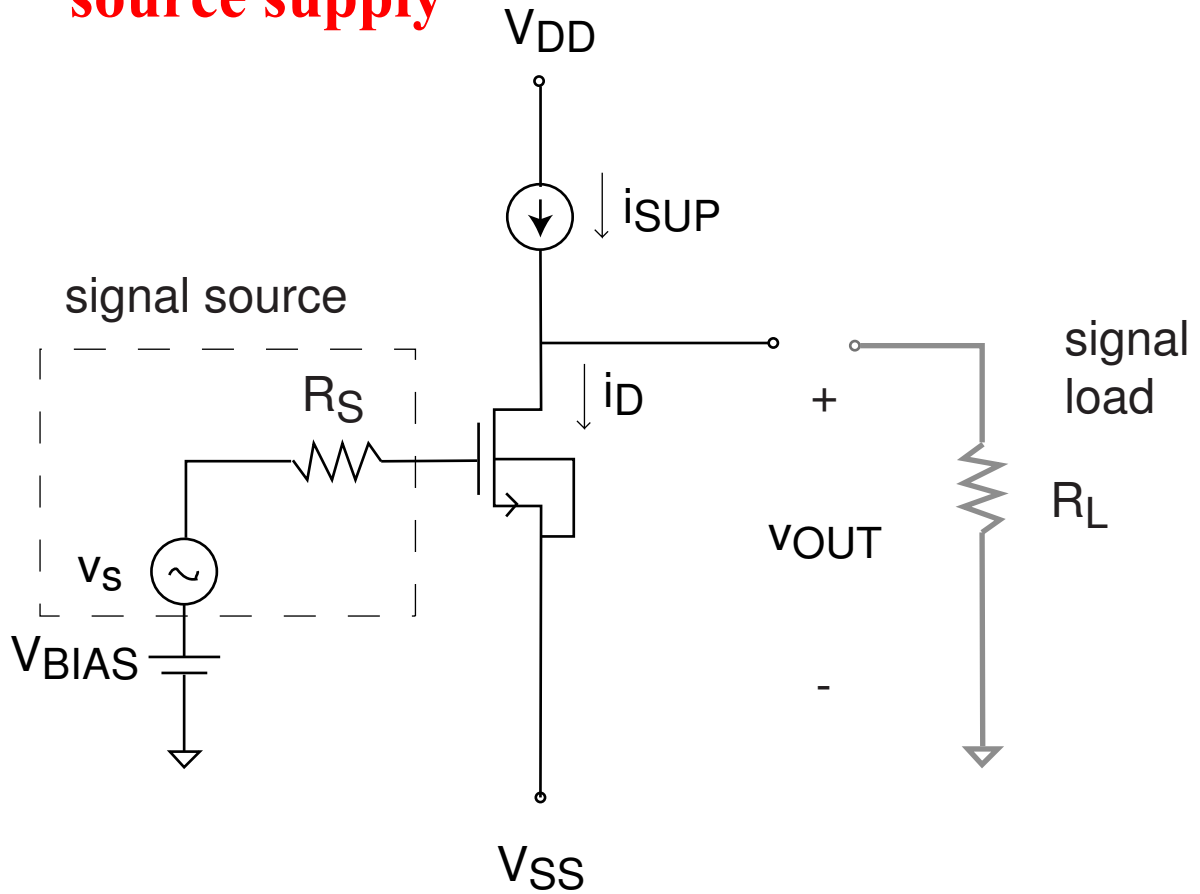 source supply
VDD
iSUP
signal source
signal
load
RS
iD
+
RL
vOUT
vs
VBIAS
-
VSS